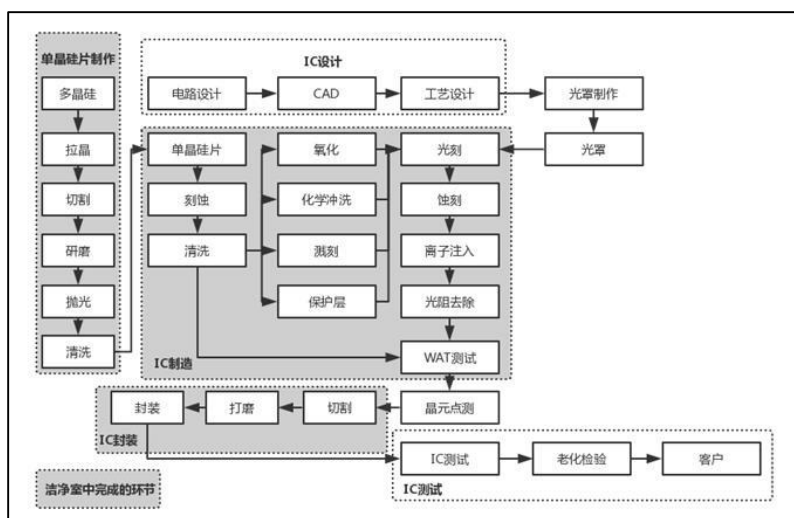 单晶硅片制作
多晶硅
拉晶
切割
研磨
抛光
清洗
IC设计
电路设计
CAD
工艺设计
光罩制作
光罩
单晶硅片
刻蚀
清洗
氧化
化学冲洗
溅刻
保护层
光刻
蚀刻
离子注入
光阻去除
WAT测试
IC制造
晶元点测
切割
打磨
封装
IC封装
IC测试
老化检验
客户
IC测试
洁净室中完成的环节